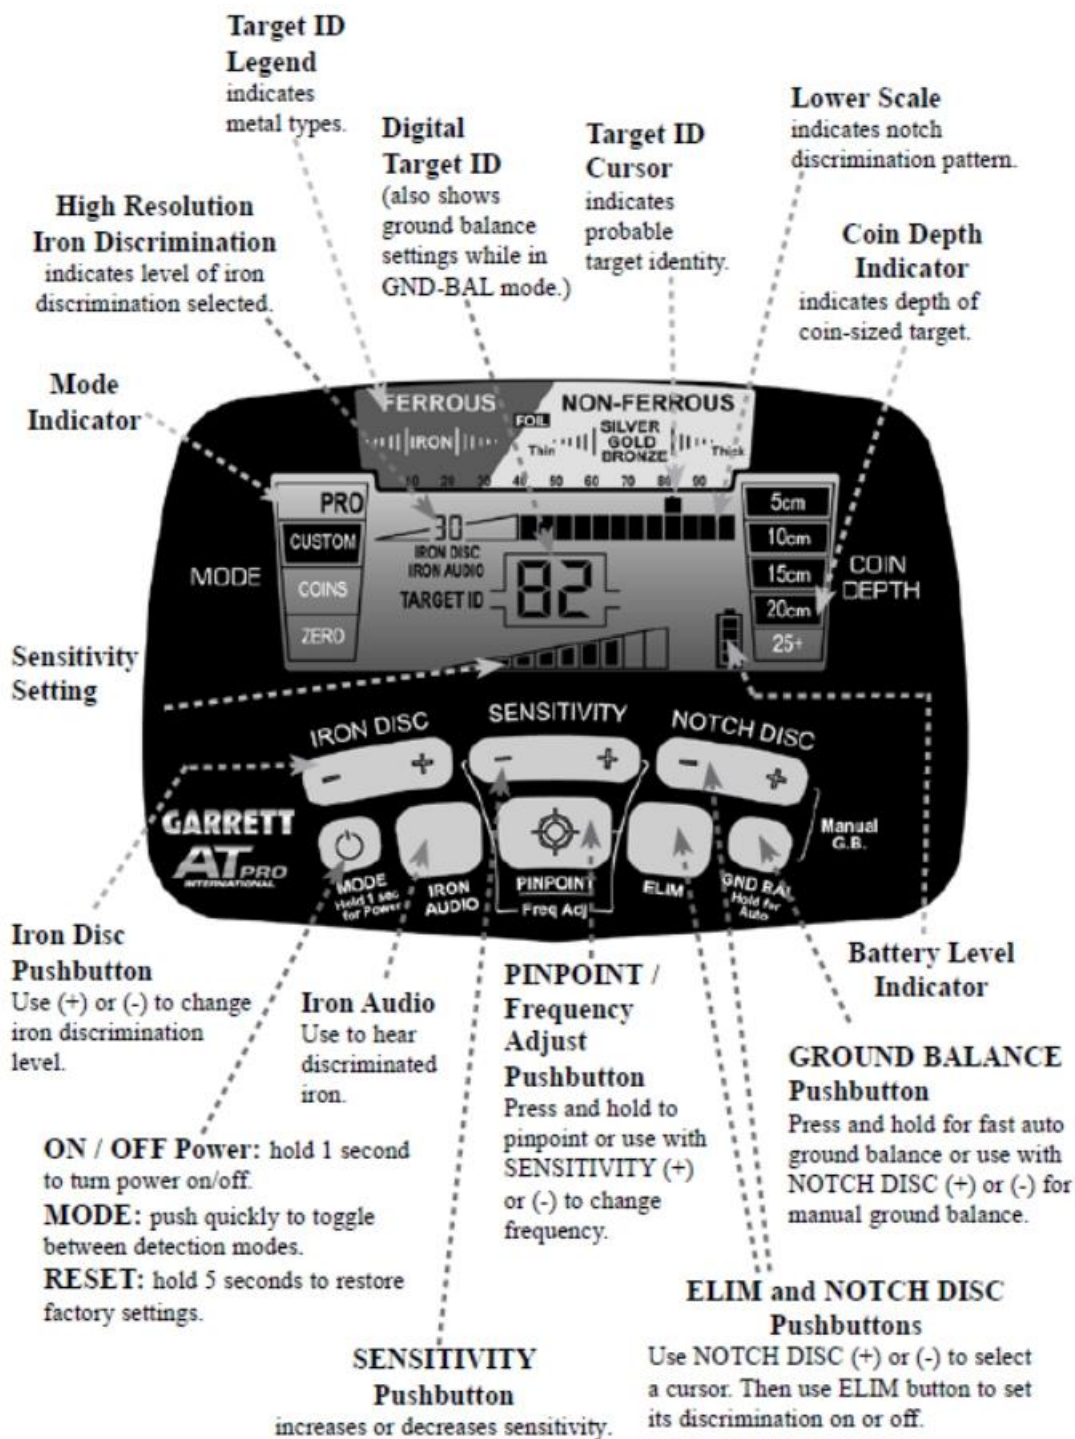 Target ID
Legend
indicates
metal types.
Digital
Target ID
(also shows
ground balance
settings while in
GND-BAL mode.)
Target ID
Cursor
indicates
probable
target identity.
Lower Scale
indicates notch
discrimination pattern.
High Resolution
Iron Discrimination
indicates level of iron
discrimination selected.
Coin Depth
Indicator
indicates depth of
coin-sized target.
Mode
Indicator
FERROUS
IRON
FOIL
NON-FERROUS
SILVER
GOLD
BRONZE
Thin
Thick
10 20 30 40 50 60 70 80 90
MODE
PRO
CUSTOM
COINS
ZERO
30
IRON DISC
IRON AUDIO
TARGET ID
82
5cm
10cm
15cm
20cm
25+
COIN
DEPTH
Sensitivity
Setting
IRON DISC
- +
SENSITIVITY
- +
NOTCH DISC
- +
GARRETT
AT PRO
INTERNATIONAL
MODE
Hold 1 sec
for Power
IRON
AUDIO
PINPOINT
Freq Adj
ELIM
GND BAL
Hold for
Auto
Manual
G.B.
Iron Disc
Pushbutton
Use (+) or (-) to change
iron discrimination
level.
Iron Audio
Use to hear
discriminated
iron.
PINPOINT /
Frequency
Adjust
Pushbutton
Press and hold to
pinpoint or use with
SENSITIVITY (+)
or (-) to change
frequency.
Battery Level
Indicator
GROUND BALANCE
Pushbutton
Press and hold for fast auto
ground balance or use with
NOTCH DISC (+) or (-) for
manual ground balance.
ON / OFF Power: hold 1 second
to turn power on/off.
MODE: push quickly to toggle
between detection modes.
RESET: hold 5 seconds to restore
factory settings.
SENSITIVITY
Pushbutton
increases or decreases sensitivity.
ELIM and NOTCH DISC
Pushbuttons
Use NOTCH DISC (+) or (-) to select
a cursor. Then use ELIM button to set
its discrimination on or off.